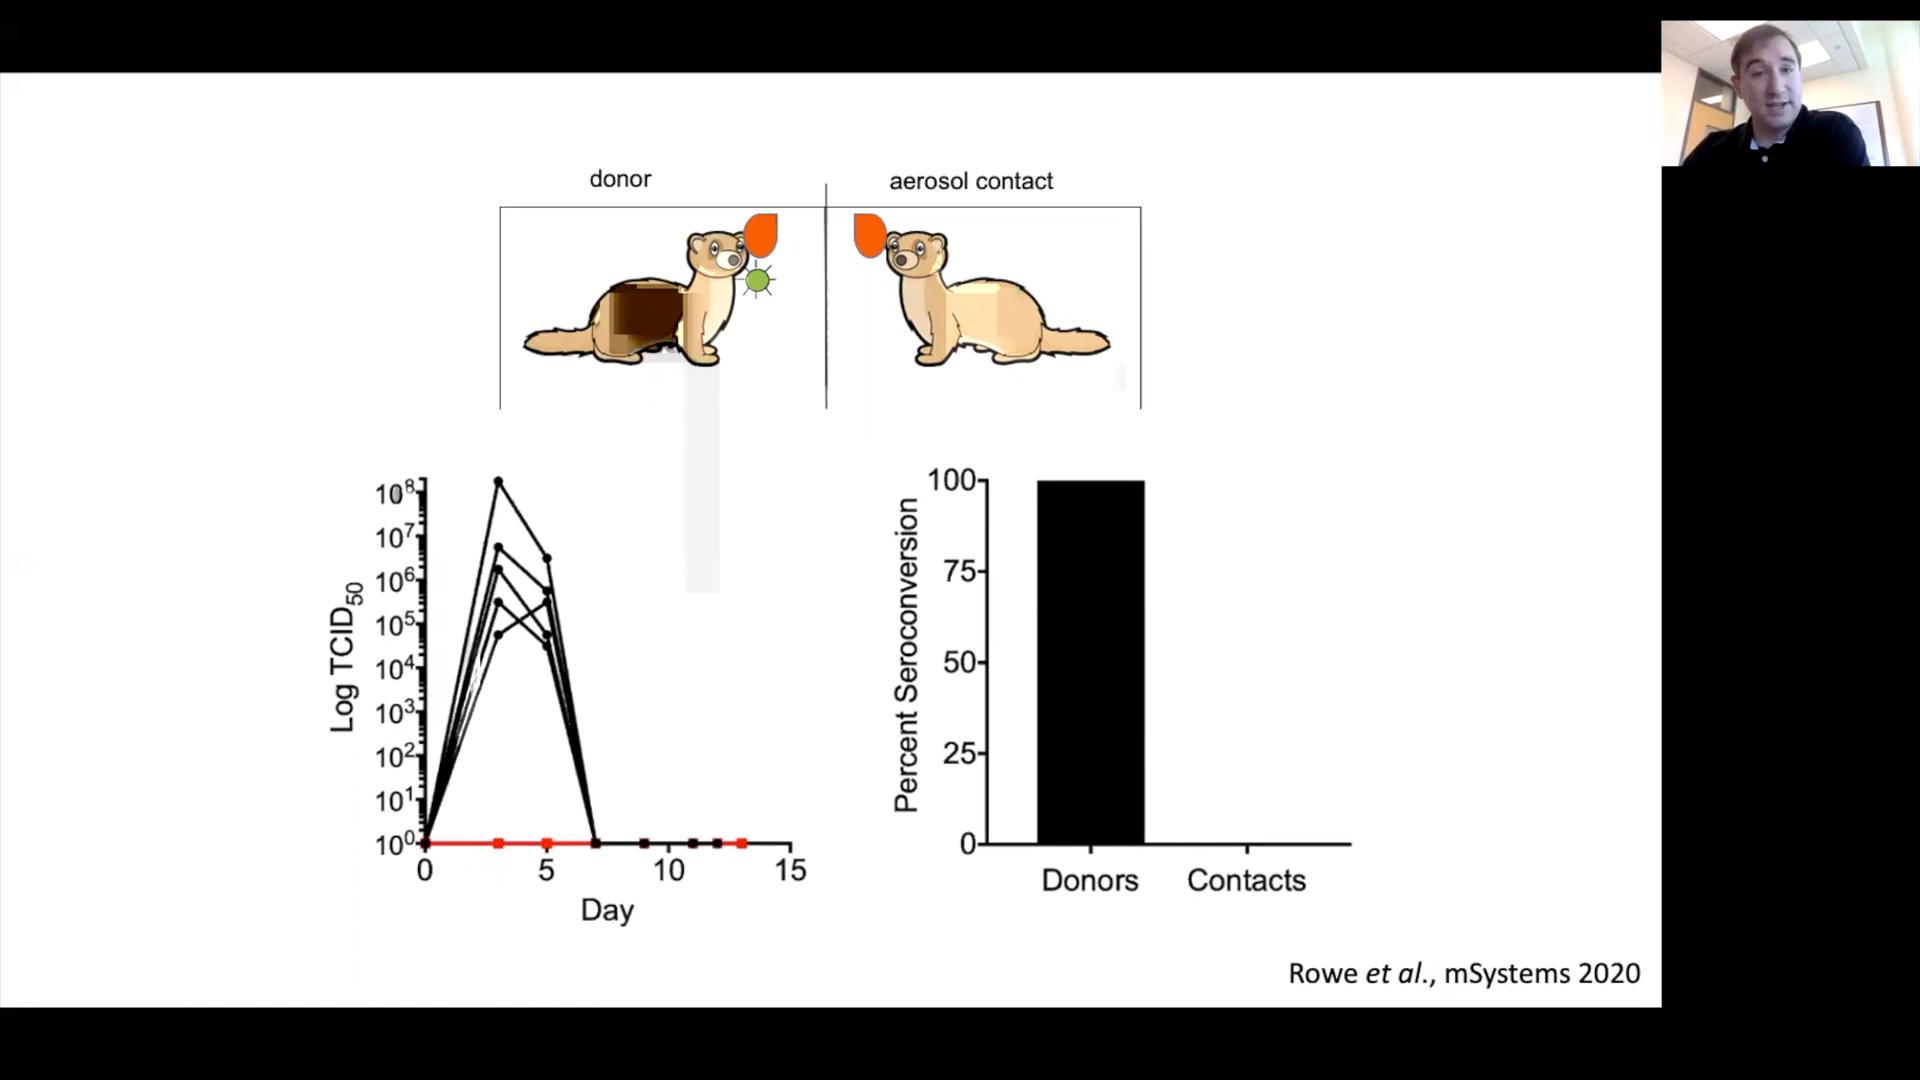 donor
aerosol contact
Log TCID50
10^8
10^7
10^6
10^5
10^4
10^3
10^2
10^1
10^0
0
5
10
15
Day
Percent Seroconversion
100
75
50
25
0
Donors
Contacts
Rowe et al., mSystems 2020